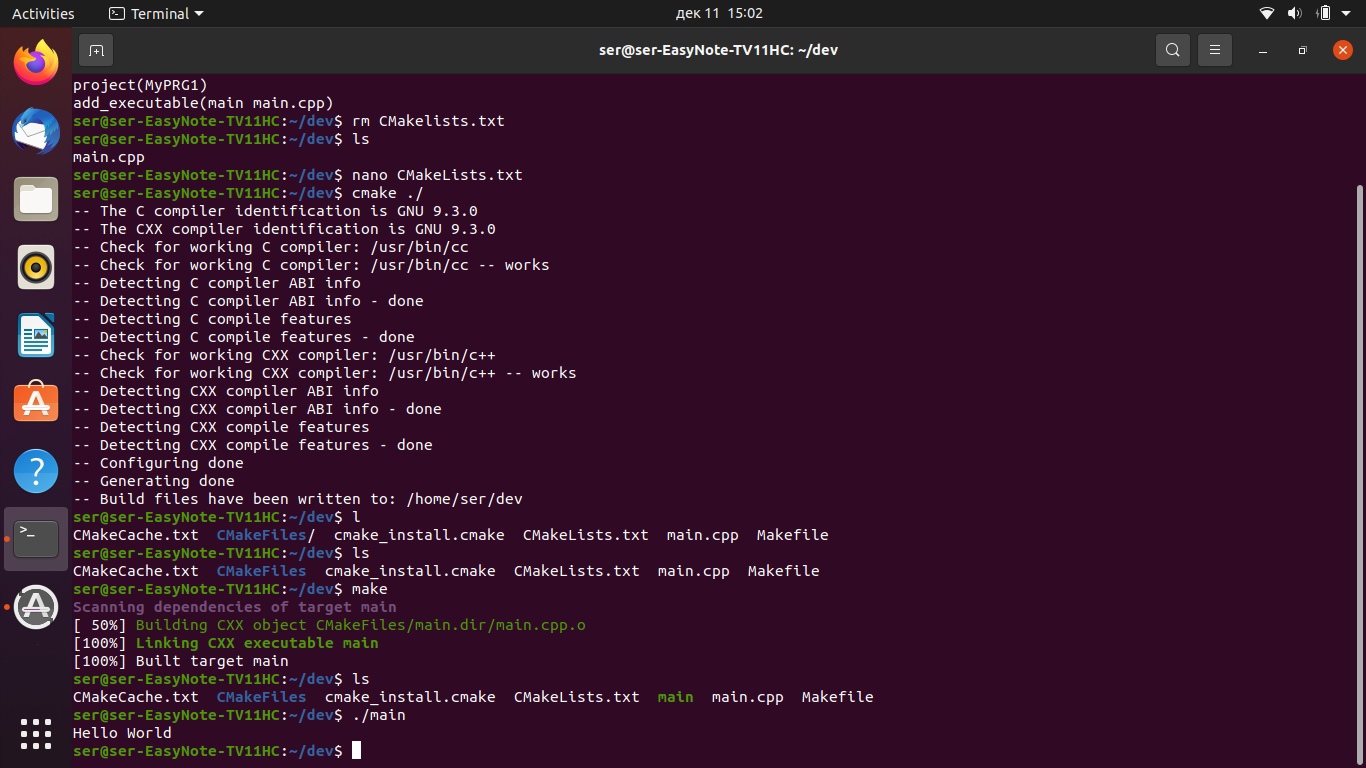 Activities Terminal дек 11 15:02
ser@ser-EasyNote-TV11HC: ~/dev
project(MyPRG1)
add_executable(main main.cpp)
ser@ser-EasyNote-TV11HC:~/dev$ rm CMakelists.txt
ser@ser-EasyNote-TV11HC:~/dev$ ls
main.cpp
ser@ser-EasyNote-TV11HC:~/dev$ nano CMakeLists.txt
ser@ser-EasyNote-TV11HC:~/dev$ cmake ./
-- The C compiler identification is GNU 9.3.0
-- The CXX compiler identification is GNU 9.3.0
-- Check for working C compiler: /usr/bin/cc
-- Check for working C compiler: /usr/bin/cc -- works
-- Detecting C compiler ABI info
-- Detecting C compiler ABI info - done
-- Detecting C compile features
-- Detecting C compile features - done
-- Check for working CXX compiler: /usr/bin/c++
-- Check for working CXX compiler: /usr/bin/c++ -- works
-- Detecting CXX compiler ABI info
-- Detecting CXX compiler ABI info - done
-- Detecting CXX compile features
-- Detecting CXX compile features - done
-- Configuring done
-- Generating done
-- Build files have been written to: /home/ser/dev
ser@ser-EasyNote-TV11HC:~/dev$ l
CMakeCache.txt  CMakeFiles/  cmake_install.cmake  CMakeLists.txt  main.cpp  Makefile
ser@ser-EasyNote-TV11HC:~/dev$ ls
CMakeCache.txt  CMakeFiles  cmake_install.cmake  CMakeLists.txt  main.cpp  Makefile
ser@ser-EasyNote-TV11HC:~/dev$ make
Scanning dependencies of target main
[ 50%] Building CXX object CMakeFiles/main.dir/main.cpp.o
[100%] Linking CXX executable main
[100%] Built target main
ser@ser-EasyNote-TV11HC:~/dev$ ls
CMakeCache.txt  CMakeFiles  cmake_install.cmake  CMakeLists.txt  main  main.cpp  Makefile
ser@ser-EasyNote-TV11HC:~/dev$ ./main
Hello World
ser@ser-EasyNote-TV11HC:~/dev$